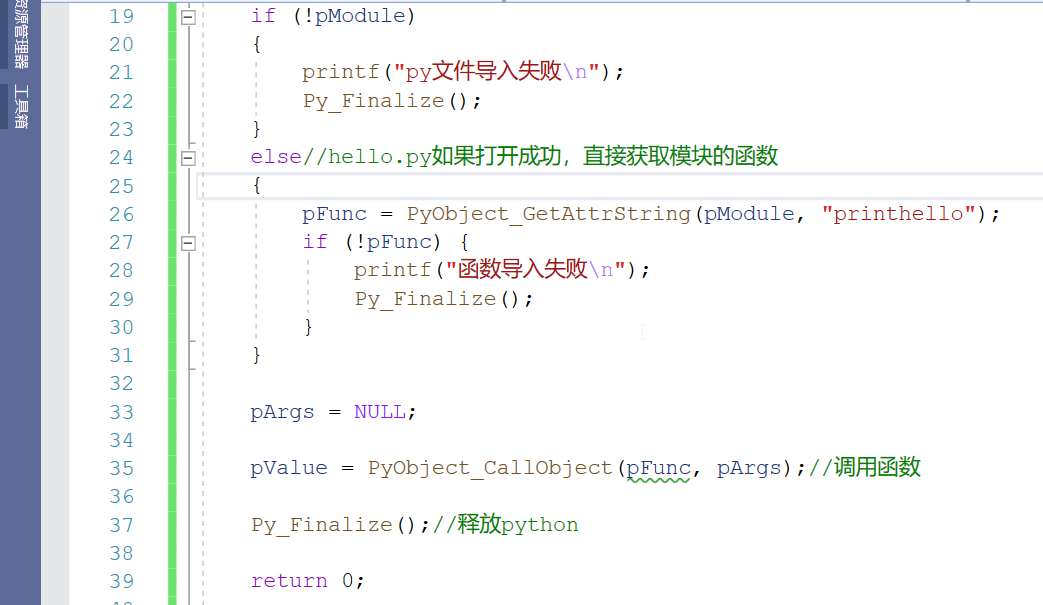 资源管理器
工具箱
19 if (!pModule)
20 {
21 printf("py文件导入失败\n");
22 Py_Finalize();
23 }
24 else//hello.py如果打开成功，直接获取模块的函数
25 {
26 pFunc = PyObject_GetAttrString(pModule, "printhello");
27 if (!pFunc) {
28 printf("函数导入失败\n");
29 Py_Finalize();
30 }
31 }
32
33 pArgs = NULL;
34
35 pValue = PyObject_CallObject(pFunc, pArgs);//调用函数
36
37 Py_Finalize();//释放python
38
39 return 0;